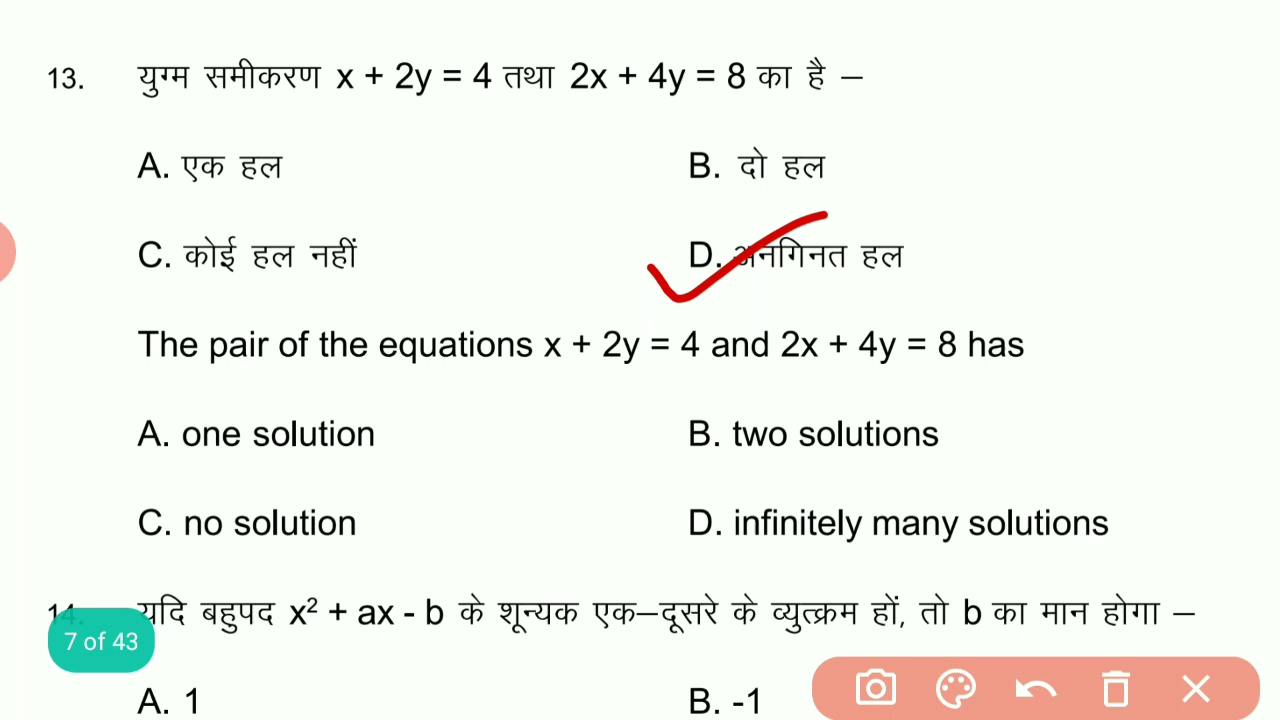 13. युग्म समीकरण x + 2y = 4 तथा 2x + 4y = 8 का है –
A. एक हल B. दो हल
C. कोई हल नहीं D. अनगिनत हल
The pair of the equations x + 2y = 4 and 2x + 4y = 8 has
A. one solution B. two solutions
C. no solution D. infinitely many solutions
14. यदि बहुपद x² + ax - b के शून्यक एक–दूसरे के व्युत्क्रम हों, तो b का मान होगा –
7 of 43
A. 1 B. -1